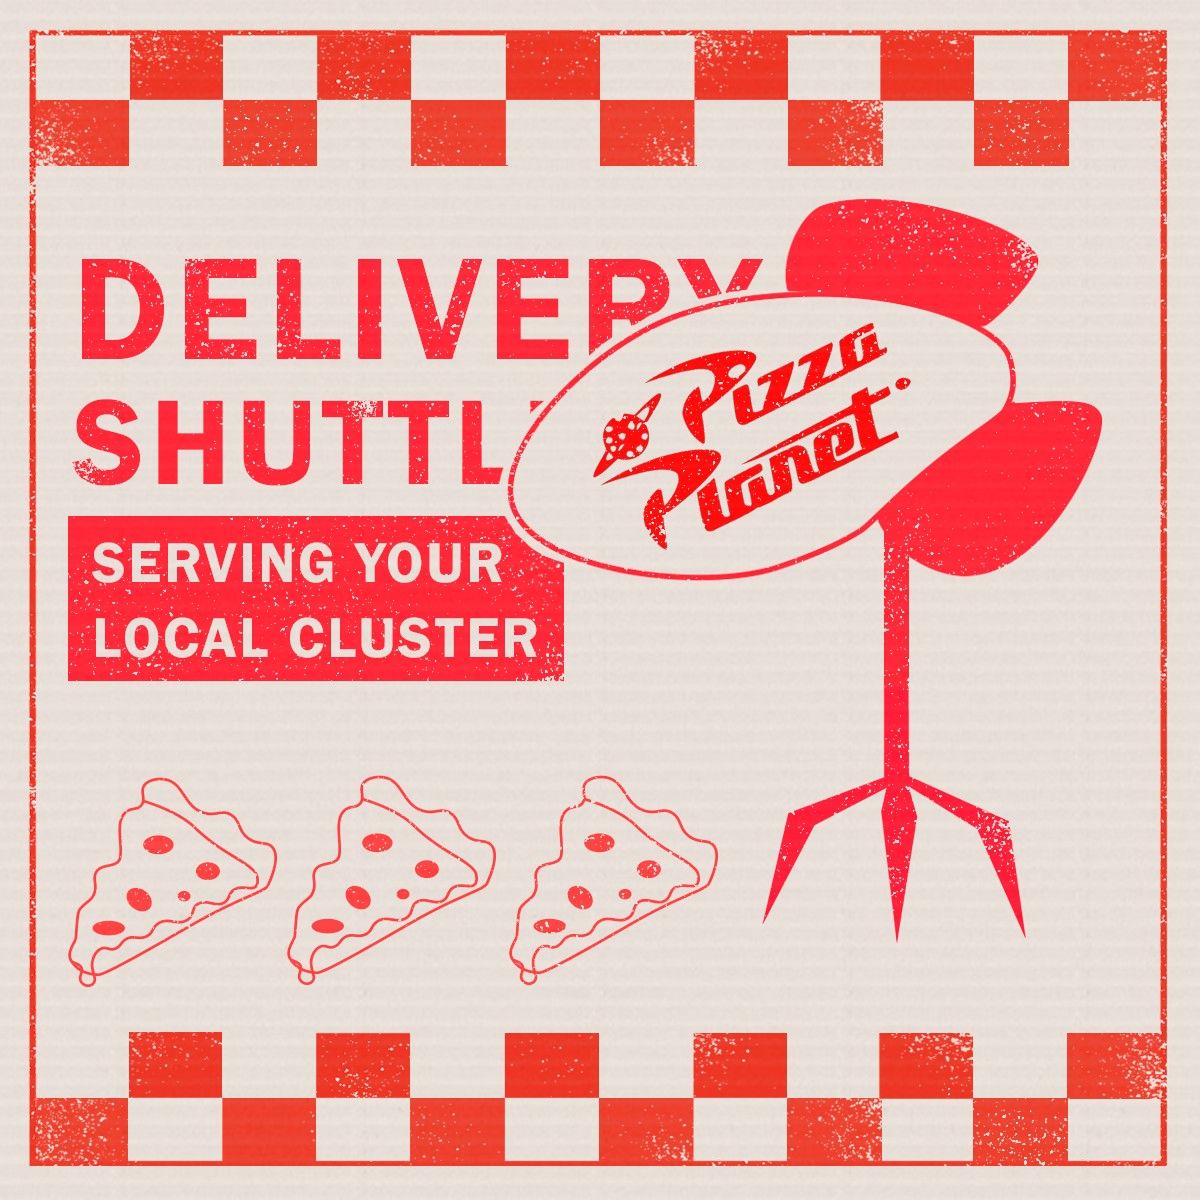 DELIVERY
SHUTTL
Pizza
Planet.
SERVING YOUR
LOCAL CLUSTER